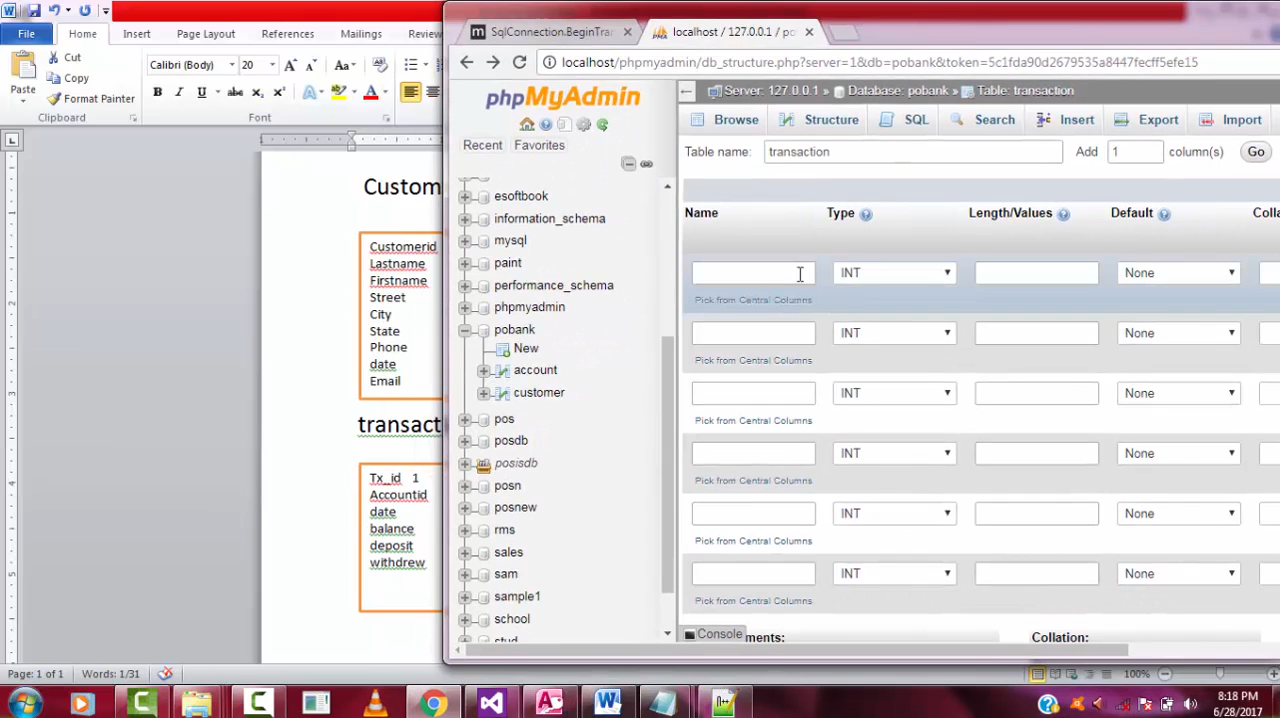 File
Home
Insert
Page Layout
References
Mailings
Cut
Copy
Format Painter
Paste
Clipboard
Calibri (Body)
20
Aa
B I U
A
A
Custom
Customerid
Lastname
Firstname
Street
City
State
Phone
date
Email
transact
Tx_id 1
Accountid
date
balance
deposit
withdrew
Page: 1 of 1
Words: 1/31
SqlConnection.BeginTra
localhost / 127.0.0.1 / po
localhost/phpmyadmin/db_structure.php?server=1&db=pobank&token=5c1fda90d2679535a8447fecff5efe15
phpMyAdmin
Recent
Favorites
esoftbook
information_schema
mysql
paint
performance_schema
phpmyadmin
pobank
New
account
customer
pos
posdb
posisdb
posn
posnew
rms
sales
sam
sample1
school
stud
Server: 127.0.0.1 » Database: pobank » Table: transaction
Browse
Structure
SQL
Search
Insert
Export
Import
Table name:
transaction
Add
1
column(s)
Go
Name
Type
Length/Values
Default
Colla
INT
None
Pick from Central Columns
INT
None
Pick from Central Columns
INT
None
Pick from Central Columns
INT
None
Pick from Central Columns
INT
None
Pick from Central Columns
INT
None
Pick from Central Columns
Console
ments:
Collation:
100%
8:18 PM
6/28/2017